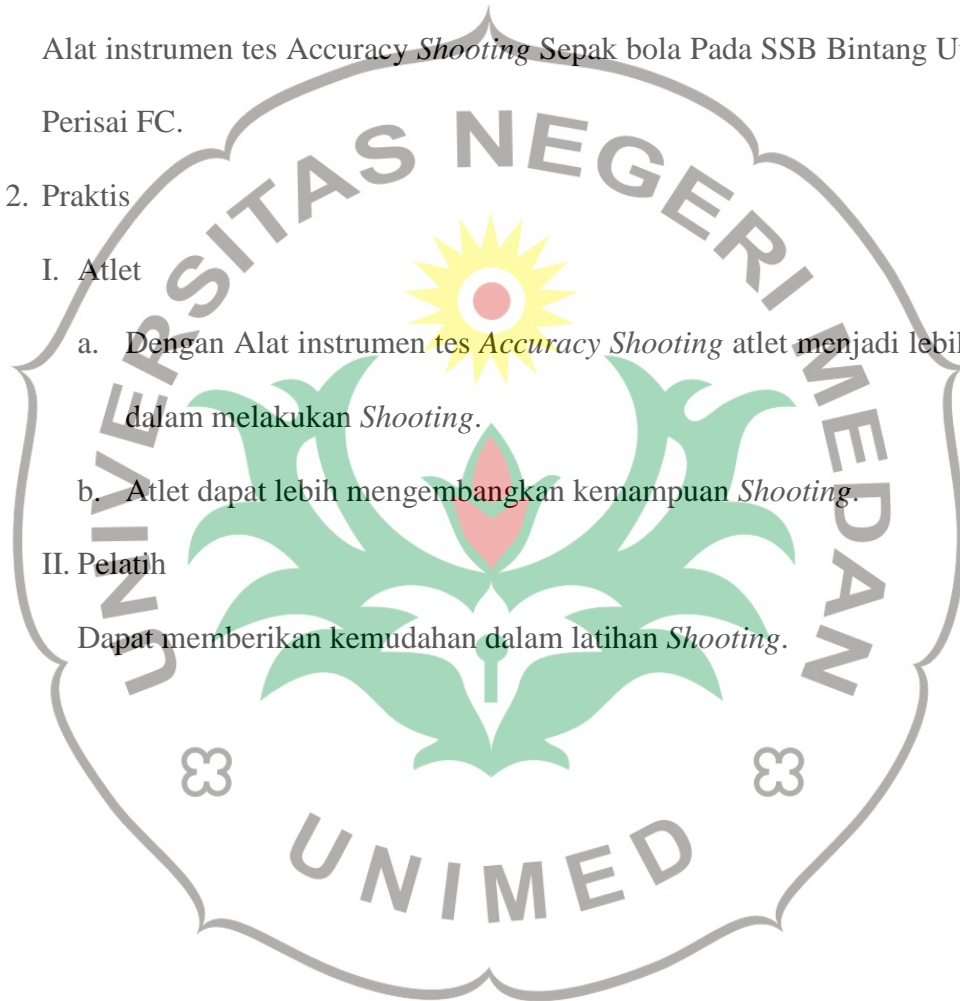 Alat instrumen tes Accuracy Shooting Sepak bola Pada SSB Bintang
Perisai FC.
2. Praktis
I. Atlet
a. Dengan Alat instrumen tes Accuracy Shooting atlet menjadi lebih
dalam melakukan Shooting.
b. Atlet dapat lebih mengembangkan kemampuan Shooting.
II. Pelatih
Dapat memberikan kemudahan dalam latihan Shooting.
UNIVERSITAS NEGERI MEDAN
UNIMED